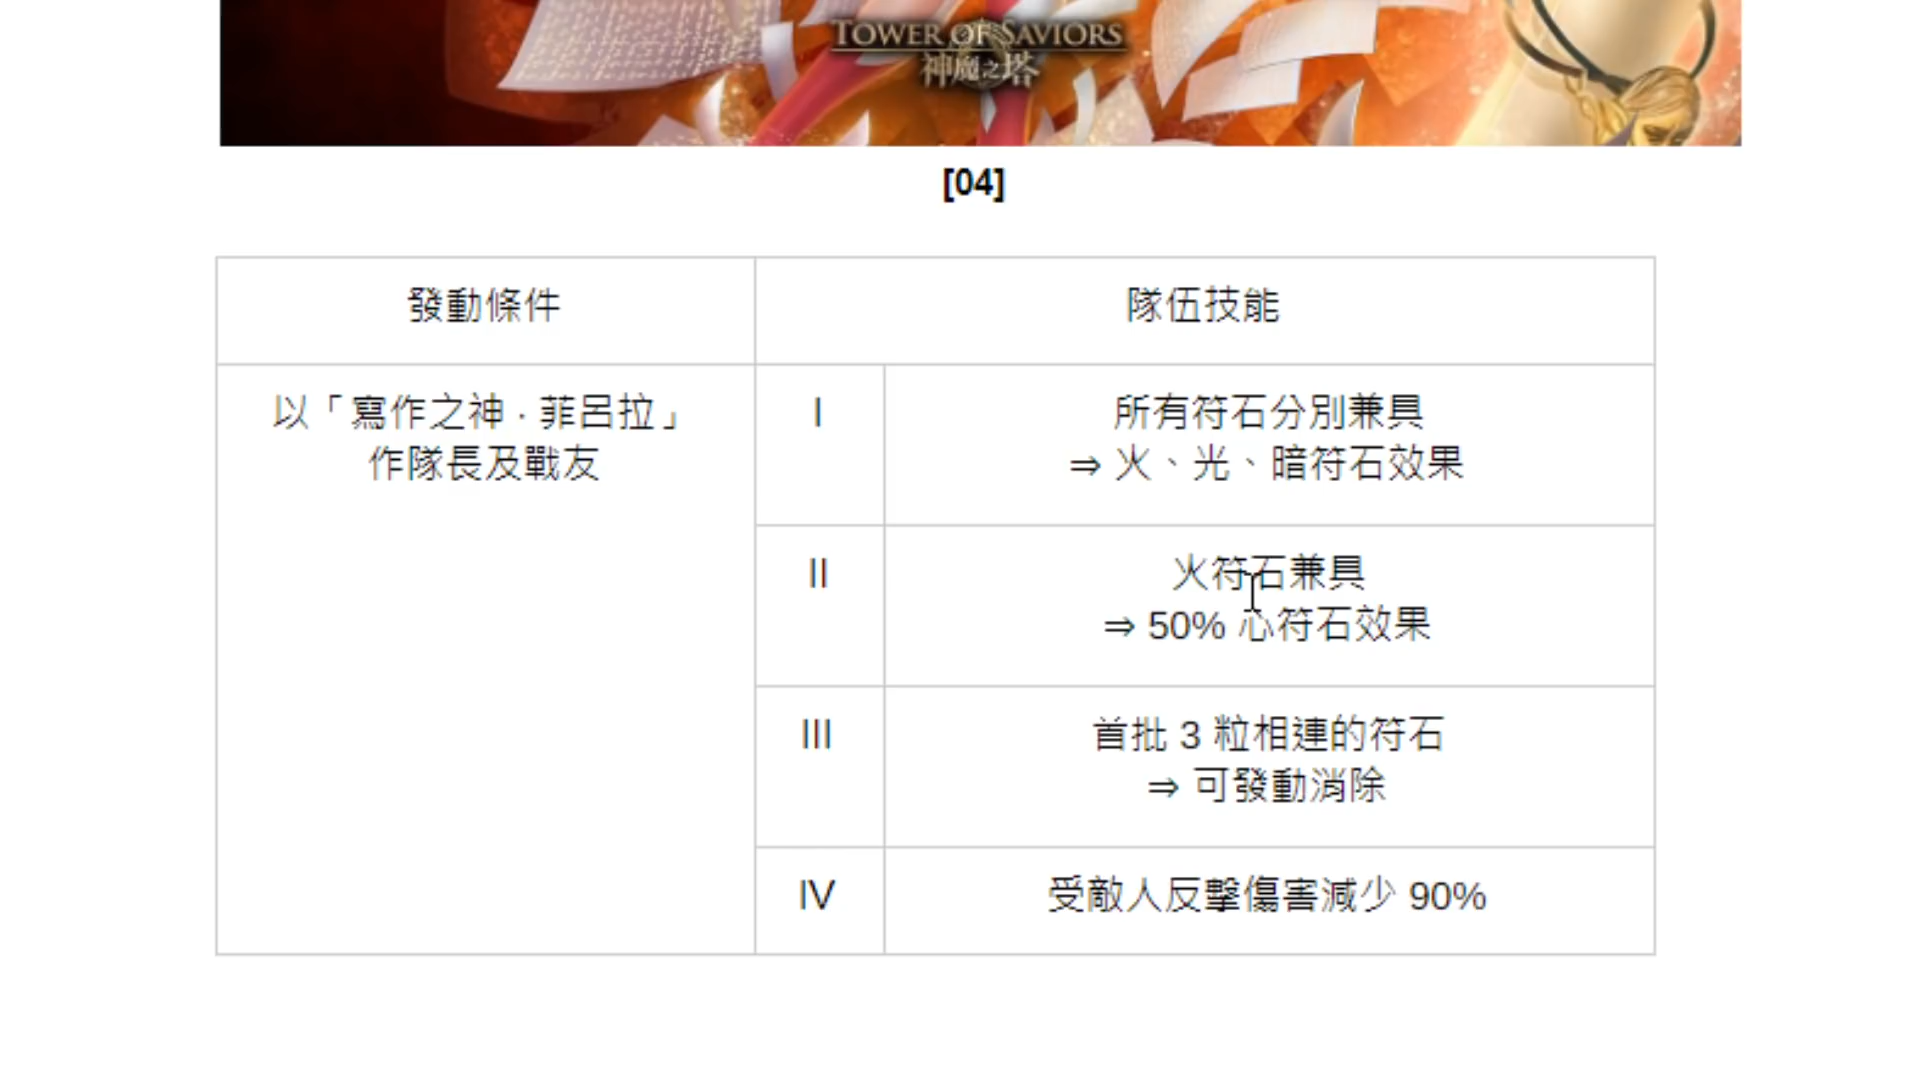 TOWER OF SAVIORS
神魔之塔
[04]
發動條件
隊伍技能
以「寫作之神 · 菲呂拉」
作隊長及戰友
I
所有符石分別兼具
⇒ 火、光、暗符石效果
II
火符石兼具
⇒ 50% 心符石效果
III
首批 3 粒相連的符石
⇒ 可發動消除
IV
受敵人反擊傷害減少 90%